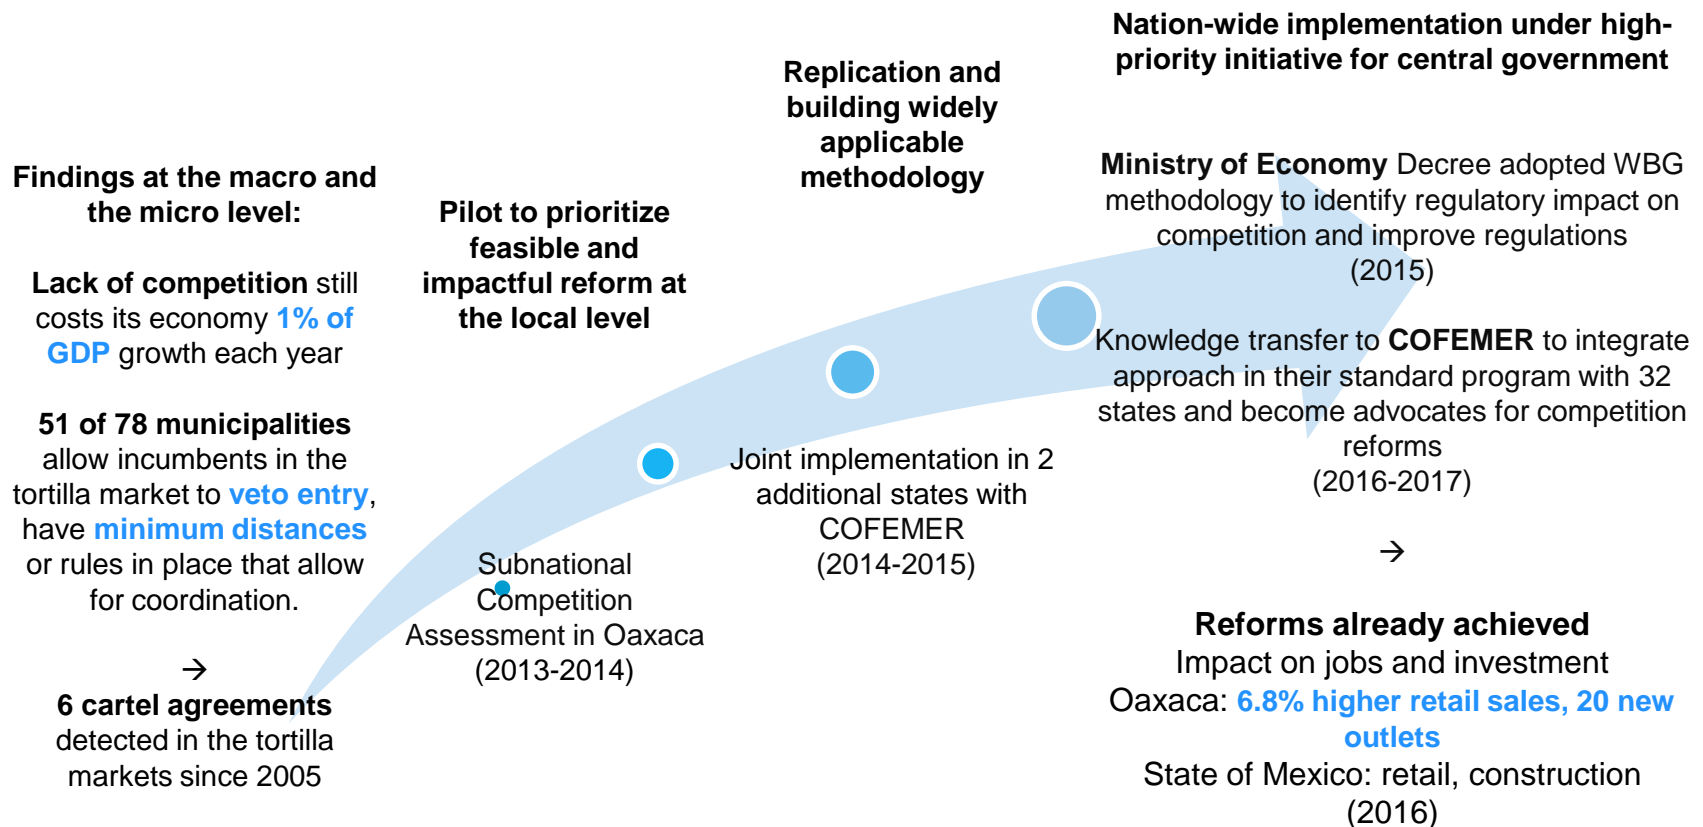 Findings at the macro and
the micro level:
Lack of competition still
costs its economy 1% of
GDP growth each year
51 of 78 municipalities
allow incumbents in the
tortilla market to veto entry,
have minimum distances
or rules in place that allow
for coordination.
→
6 cartel agreements
detected in the tortilla
markets since 2005
Pilot to prioritize
feasible and
impactful reform at
the local level
Subnational
Competition
Assessment in Oaxaca
(2013-2014)
Replication and
building widely
applicable
methodology
Joint implementation in 2
additional states with
COFEMER
(2014-2015)
Nation-wide implementation under high-
priority initiative for central government
Ministry of Economy Decree adopted WBG
methodology to identify regulatory impact on
competition and improve regulations
(2015)
Knowledge transfer to COFEMER to integrate
approach in their standard program with 32
states and become advocates for competition
reforms
(2016-2017)
→
Reforms already achieved
Impact on jobs and investment
Oaxaca: 6.8% higher retail sales, 20 new
outlets
State of Mexico: retail, construction
(2016)